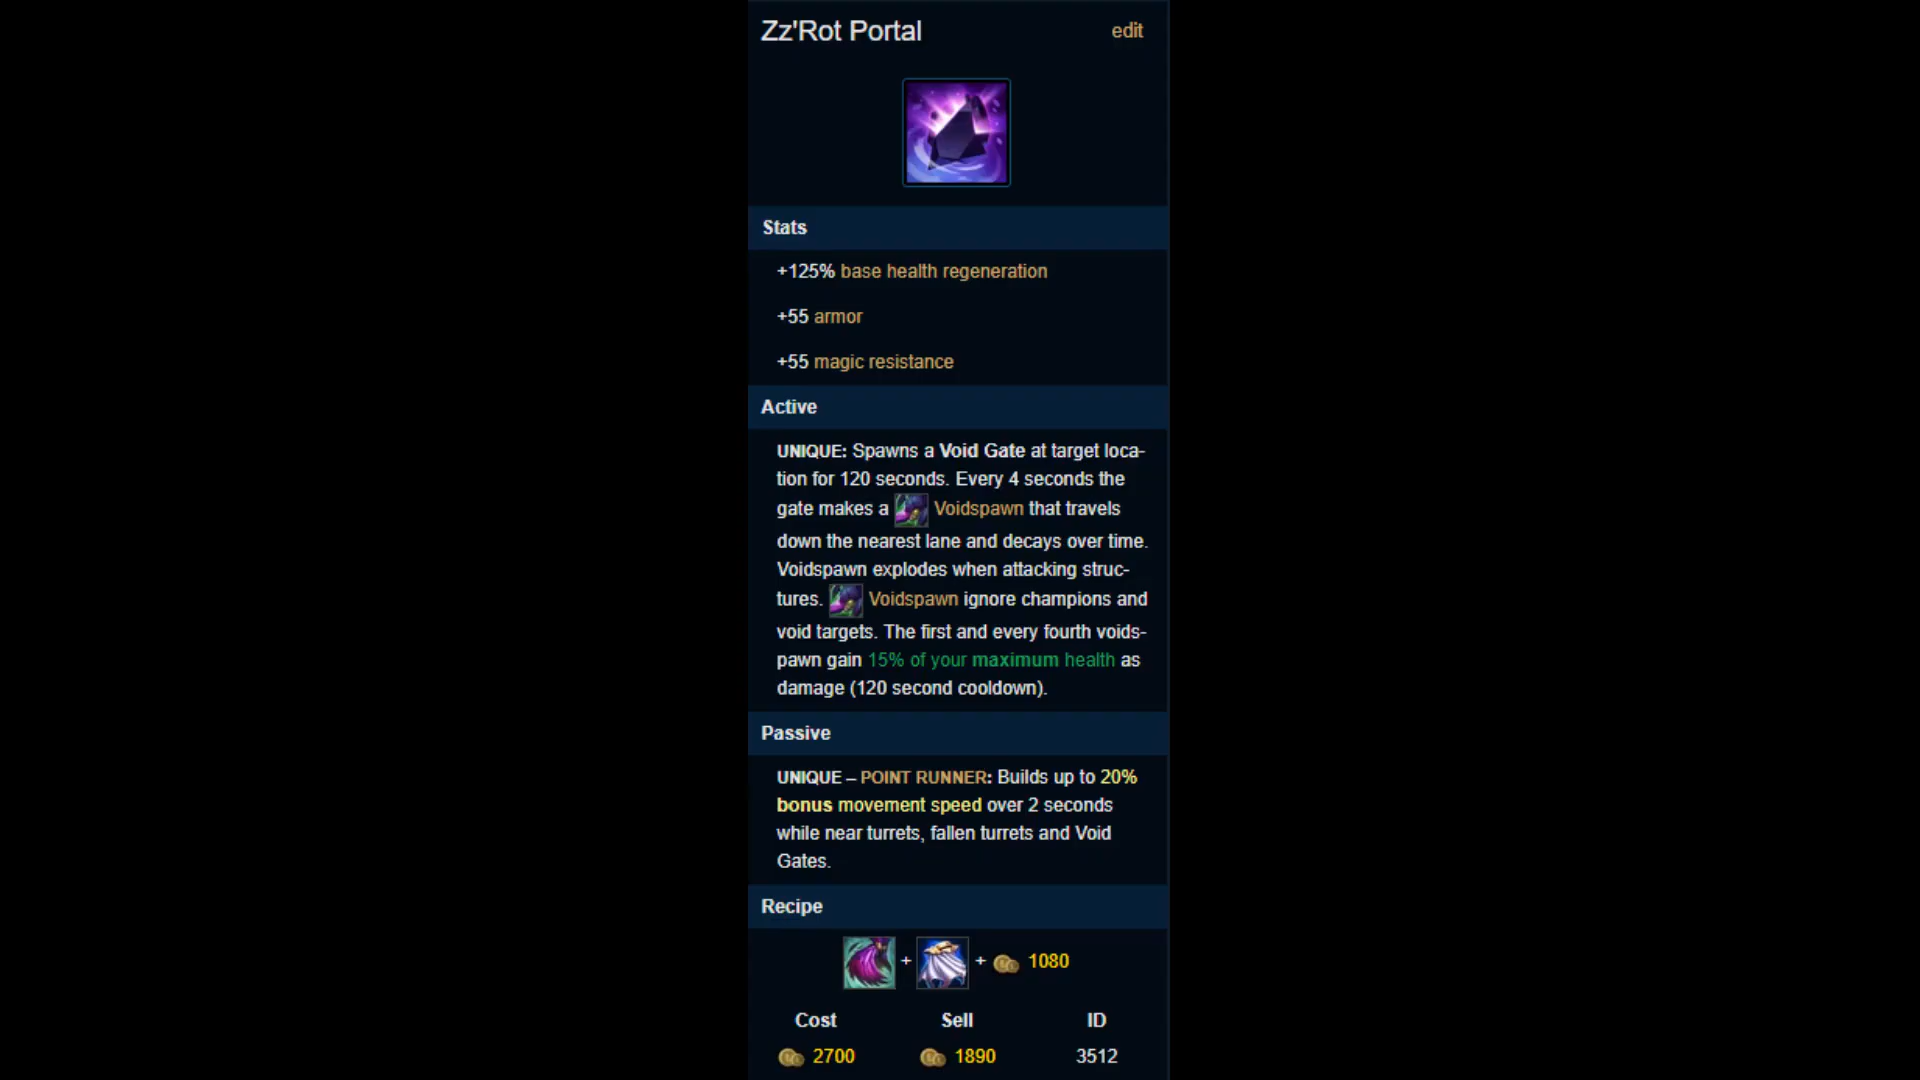 Zz'Rot Portal edit
Stats
+125% base health regeneration
+55 armor
+55 magic resistance
Active
UNIQUE: Spawns a Void Gate at target loca-
tion for 120 seconds. Every 4 seconds the
gate makes a Voidspawn that travels
down the nearest lane and decays over time.
Voidspawn explodes when attacking struc-
tures. Voidspawn ignore champions and
void targets. The first and every fourth voids-
pawn gain 15% of your maximum health as
damage (120 second cooldown).
Passive
UNIQUE – POINT RUNNER: Builds up to 20%
bonus movement speed over 2 seconds
while near turrets, fallen turrets and Void
Gates.
Recipe
+ + 1080
Cost Sell ID
2700 1890 3512